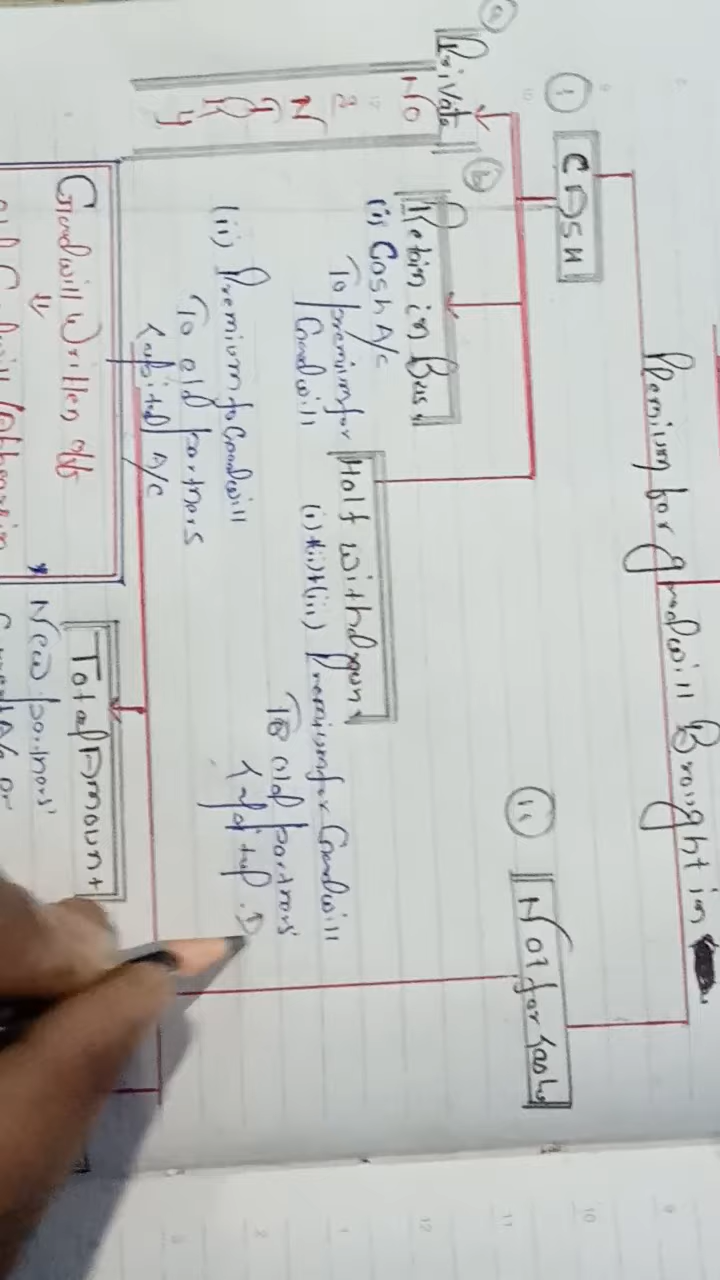 Premium for goodwill Brought in
(i)
CASH
(ii)
Not for Cash
(a)
Private
NO
E
N
T
R
Y
(b)
Retain in Bus.
(i) Cash A/c
To premium for
Goodwill
(ii) Premium to Goodwill
To old partners
Capital A/c
Half withdrawn
(i)+(ii)+(iii) Premium for Goodwill
To old partners'
Capital
Goodwill Written off
Total Amount
* New partners'